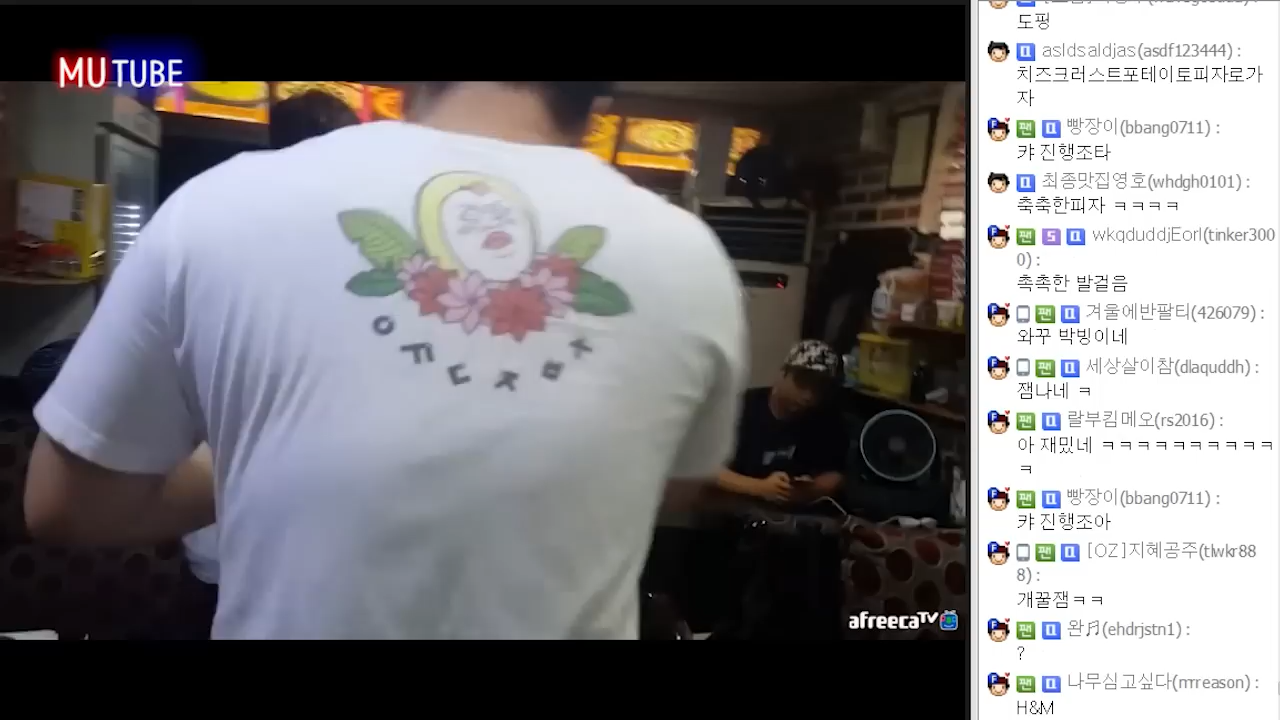 MUTUBE
afreecaTV
도핑
asldsaldjas(asdf123444) :
치즈크러스트포테이토피자로가
자
빵장이(bbang0711) :
캬 진행조타
최종맛집영호(whdgh0101) :
축축한피자 ㅋㅋㅋㅋ
wkqduddjEorl(tinker300
0) :
촉촉한 발걸음
겨울에반팔티(426079) :
와꾸 박빙이네
세상살이참(dlaquddh) :
잼나네 ㅋ
랄부킴메오(rs2016) :
아 재밌네 ㅋㅋㅋㅋㅋㅋㅋㅋㅋㅋ
ㅋ
빵장이(bbang0711) :
캬 진행조아
[OZ]지혜공주(tlwkr88
8) :
개꿀잼ㅋㅋ
완♬(ehdrjstn1) :
?
나무심고싶다(mrreason) :
H&M